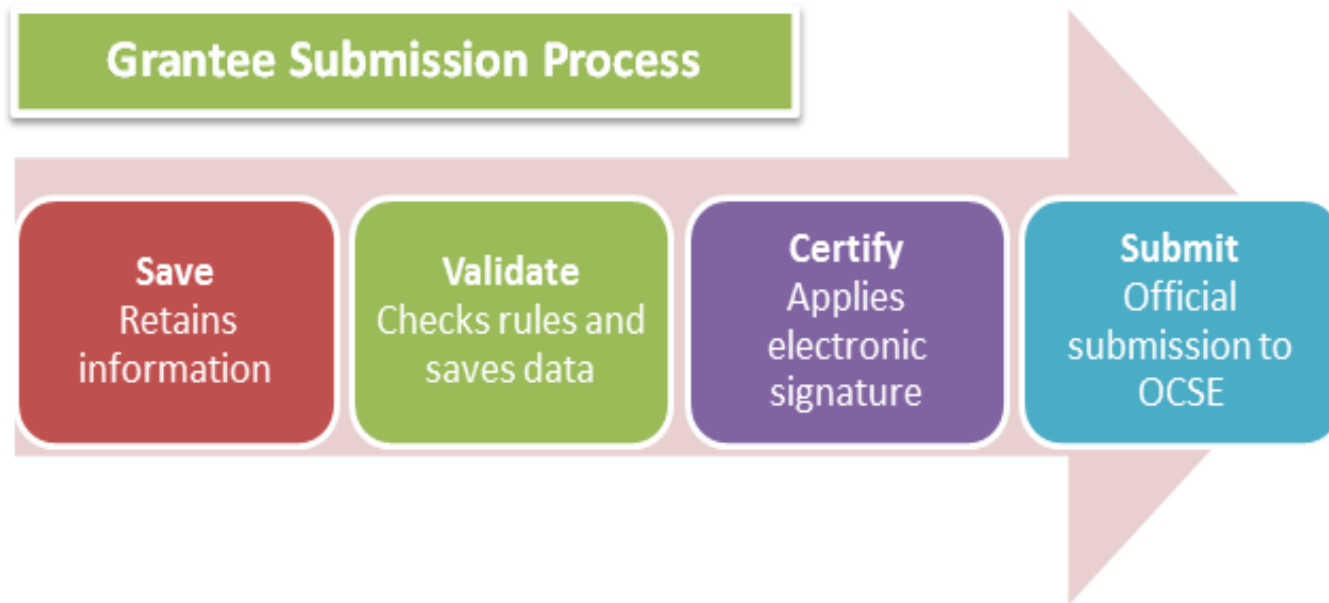 Grantee Submission Process
Save
Retains
information
Validate
Checks rules and
saves data
Certify
Applies
electronic
signature
Submit
Official
submission to
OCSE